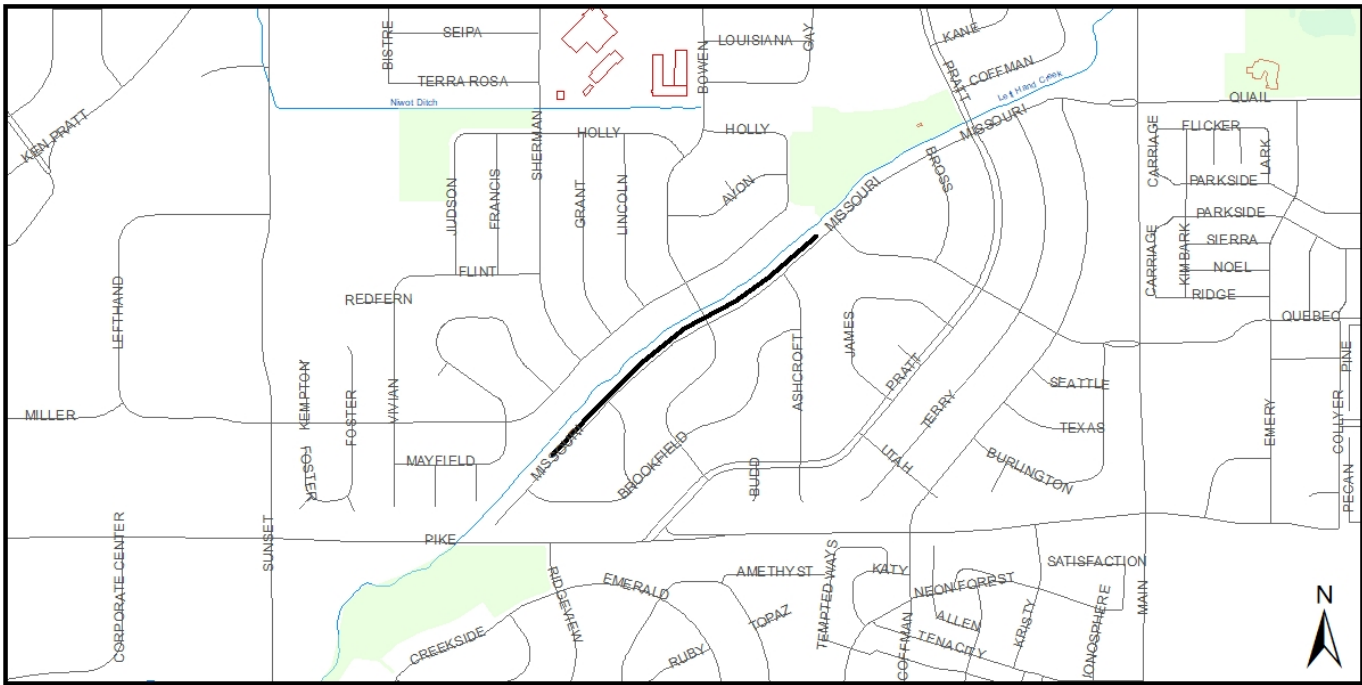 BISTRE
SEIPA
BOWEN
LOUISIANA
GAY
KANE
PRATT
COFFMAN
TERRA ROSA
Niwot Ditch
Left Hand Creek
QUAIL
KEN PRATT
SHERMAN
HOLLY
HOLLY
MISSOURI
CARRIAGE
FLICKER
LARK
BROSS
JUDSON
FRANCIS
GRANT
LINCOLN
AVON
MISSOURI
PARKSIDE
PARKSIDE
CARRIAGE
KIMBARK
SIERRA
NOEL
RIDGE
FLINT
REDFERN
LEFTHAND
QUEBEC
JAMES
ASHCROFT
PINE
KEMPTON
FOSTER
VIVIAN
PRATT
SEATTLE
MILLER
TERRY
TEXAS
EMERY
COLLYER
MISSOURI
BROOKFIELD
MAYFIELD
FOSTER
BUDD
UTAH
BURLINGTON
PECAN
CORPORATE CENTER
SUNSET
PIKE
RIDGEVIEW
EMERALD
AMETHYST
TEMPTED WAYS
KATY
NEON FOREST
SATISFACTION
MAIN
N
TOPAZ
ALLEN
KRISTY
IONOSPHERE
CREEKSIDE
RUBY
COFFMAN
TENACITY